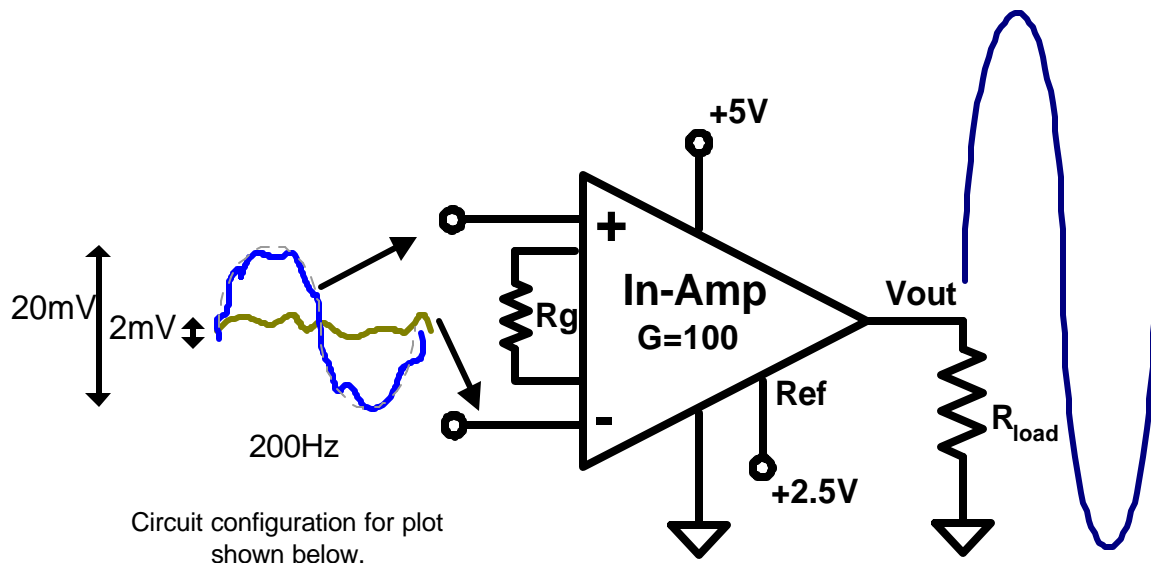 +5V
+
20mV
2mV
Rg
In-Amp
G=100
Vout
Ref
-
Rload
200Hz
+2.5V
Circuit configuration for plot
shown below.